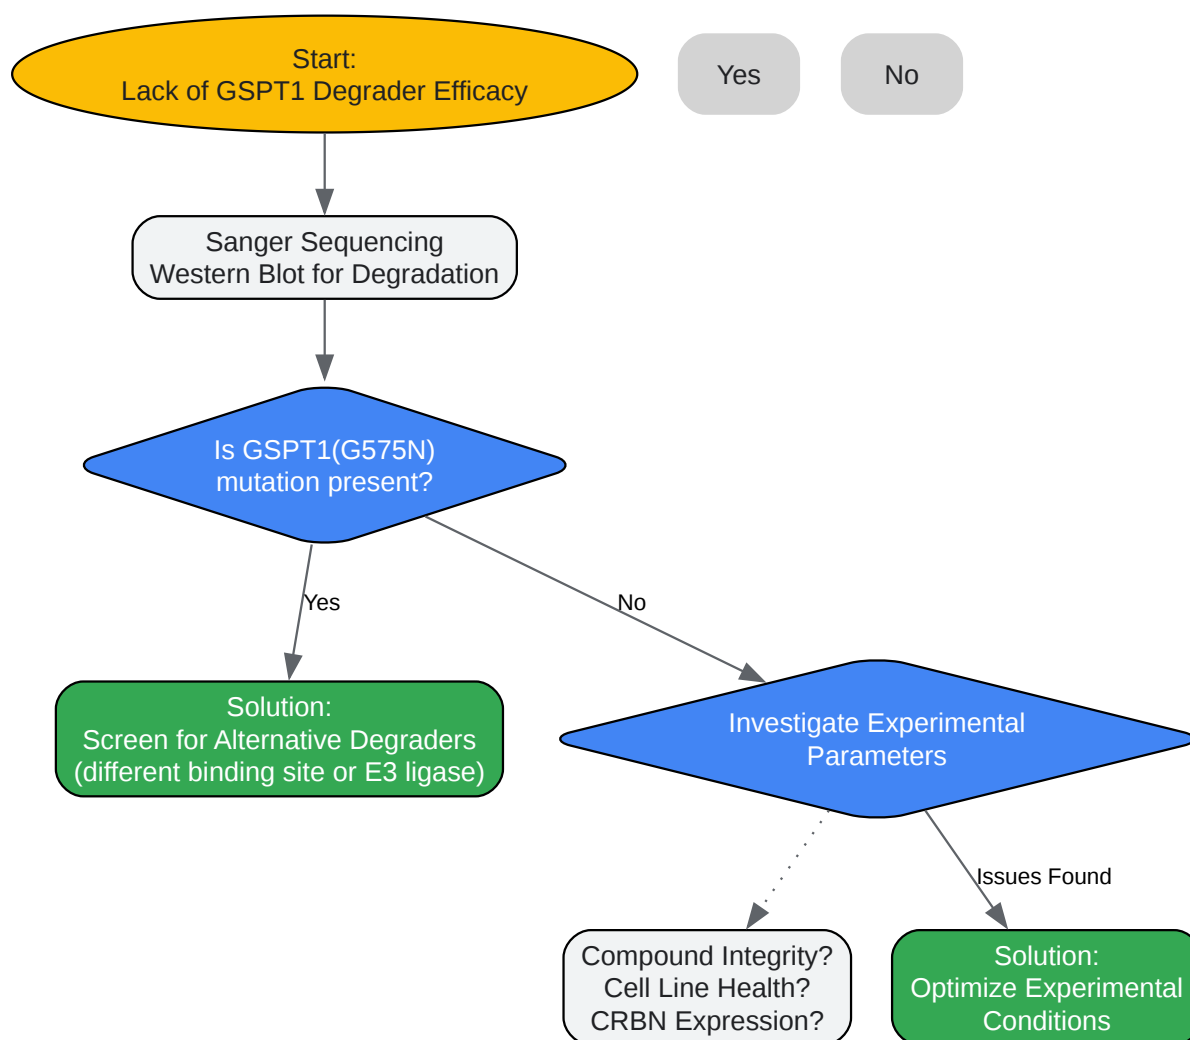 Start:
Lack of GSPT1 Degrader Efficacy
Yes
No
Sanger Sequencing
Western Blot for Degradation
Is GSPT1(G575N)
mutation present?
Yes
No
Solution:
Screen for Alternative Degraders
(different binding site or E3 ligase)
Investigate Experimental
Parameters
Issues Found
Compound Integrity?
Cell Line Health?
CRBN Expression?
Solution:
Optimize Experimental
Conditions